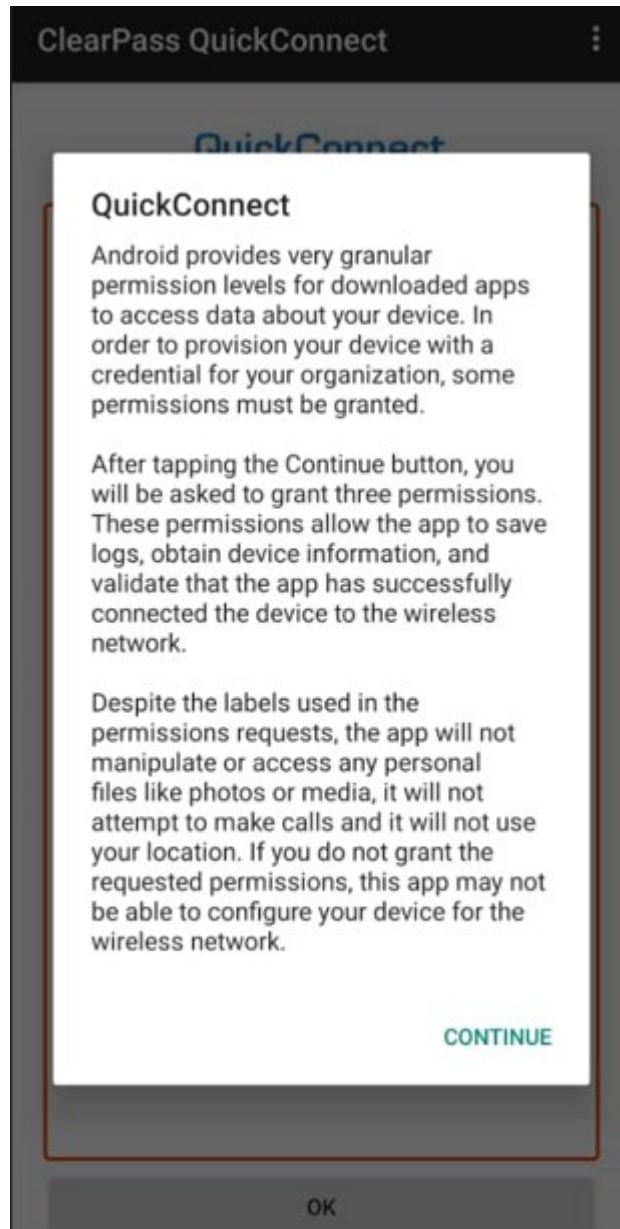 ClearPass QuickConnect
QuickConnect
QuickConnect
Android provides very granular
permission levels for downloaded apps
to access data about your device. In
order to provision your device with a
credential for your organization, some
permissions must be granted.
After tapping the Continue button, you
will be asked to grant three permissions.
These permissions allow the app to save
logs, obtain device information, and
validate that the app has successfully
connected the device to the wireless
network.
Despite the labels used in the
permissions requests, the app will not
manipulate or access any personal
files like photos or media, it will not
attempt to make calls and it will not use
your location. If you do not grant the
requested permissions, this app may not
be able to configure your device for the
wireless network.
CONTINUE
OK